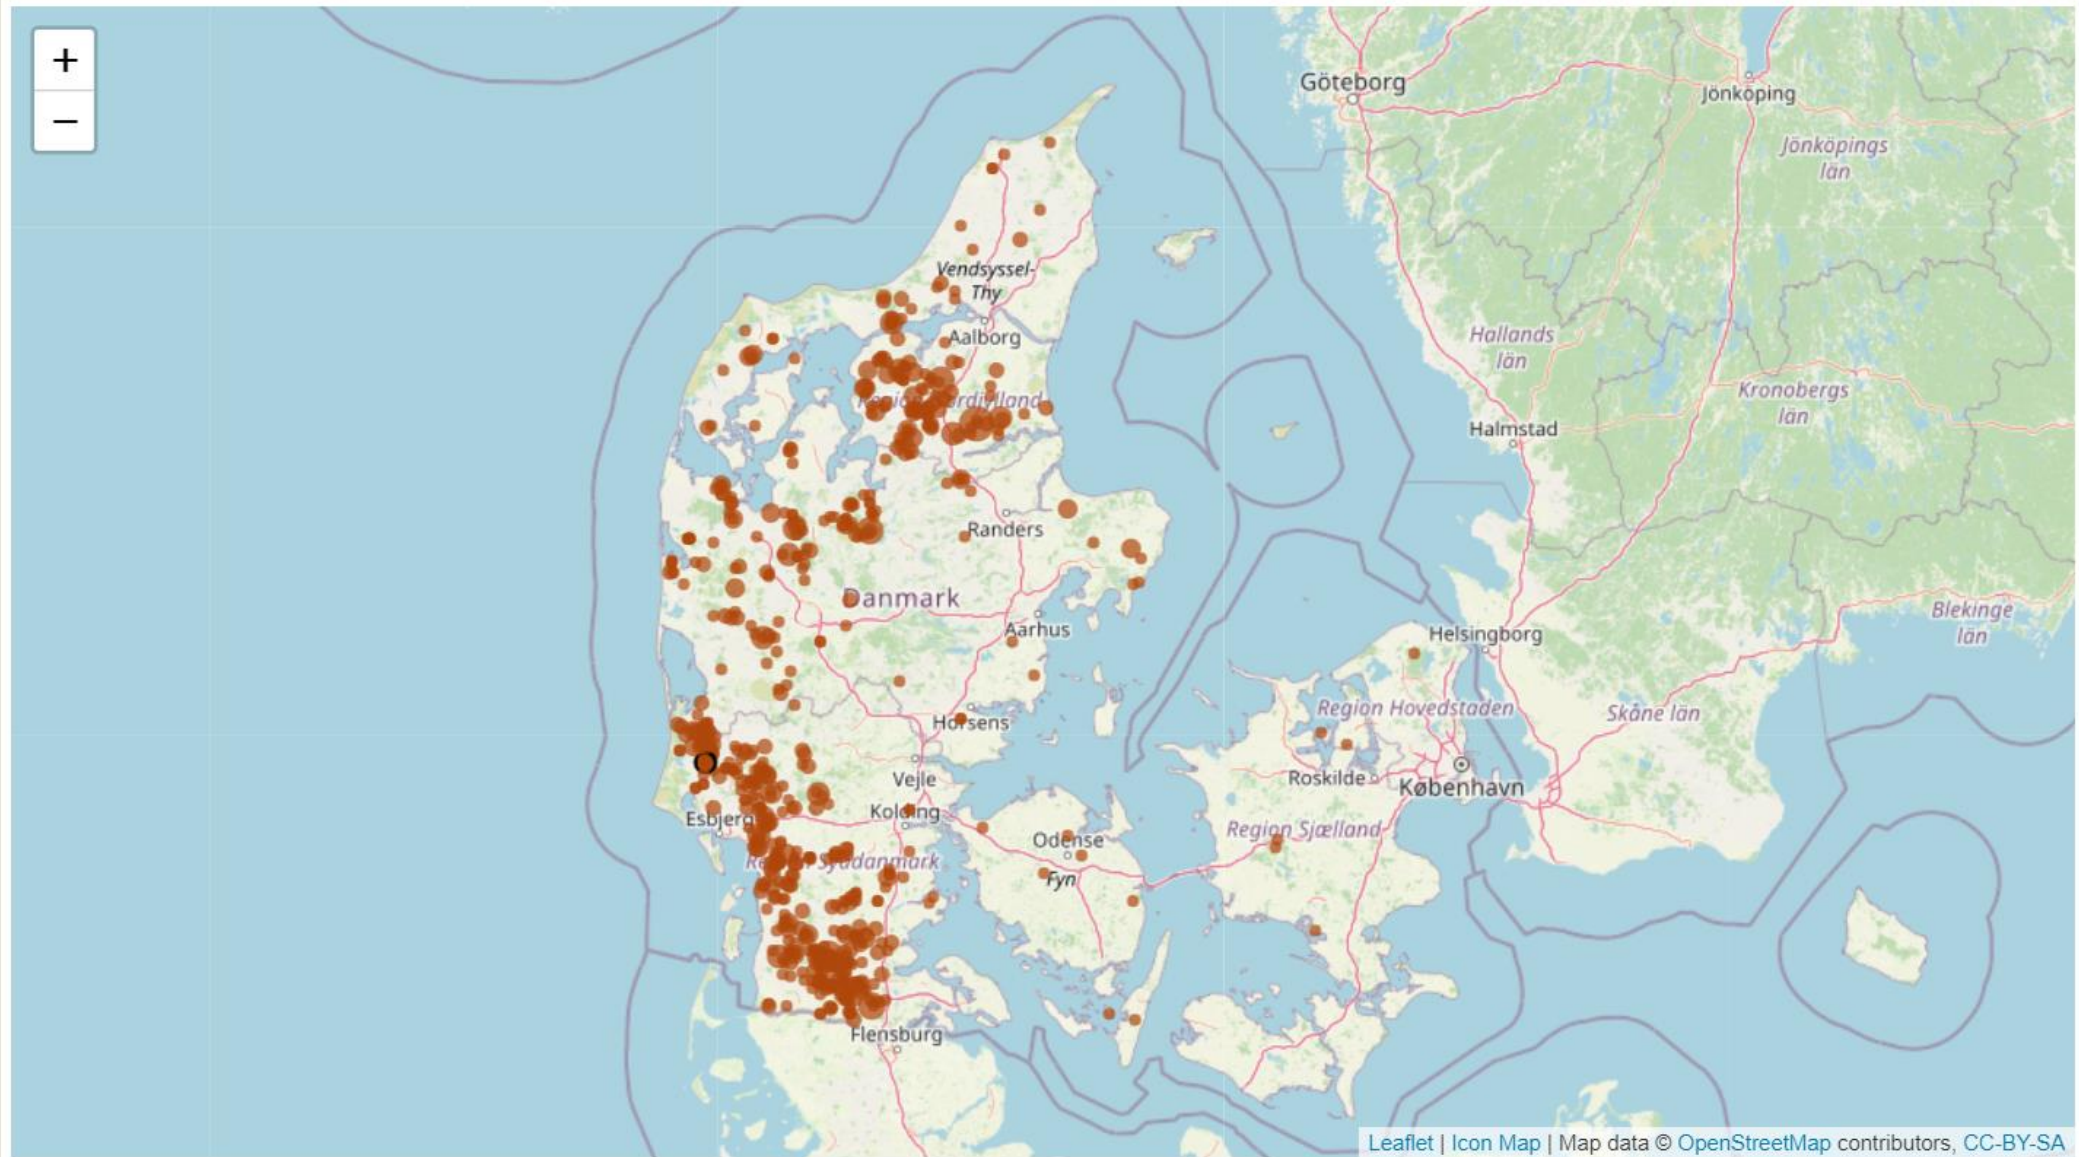 +
−
Göteborg
Jönköping
Jönköpings
län
Vendsyssel-
Thy
Aalborg
Hallands
län
Kronobergs
län
Halmstad
Randers
Danmark
Aarhus
Helsingborg
Blekinge
län
Region Hovedstaden
Skåne län
Horsens
Vejle
Roskilde
København
Kolding
Esbjerg
Odense
Region Sjælland
Region Syddanmark
Fyn
Flensburg
Leaflet | Icon Map | Map data © OpenStreetMap contributors, CC-BY-SA